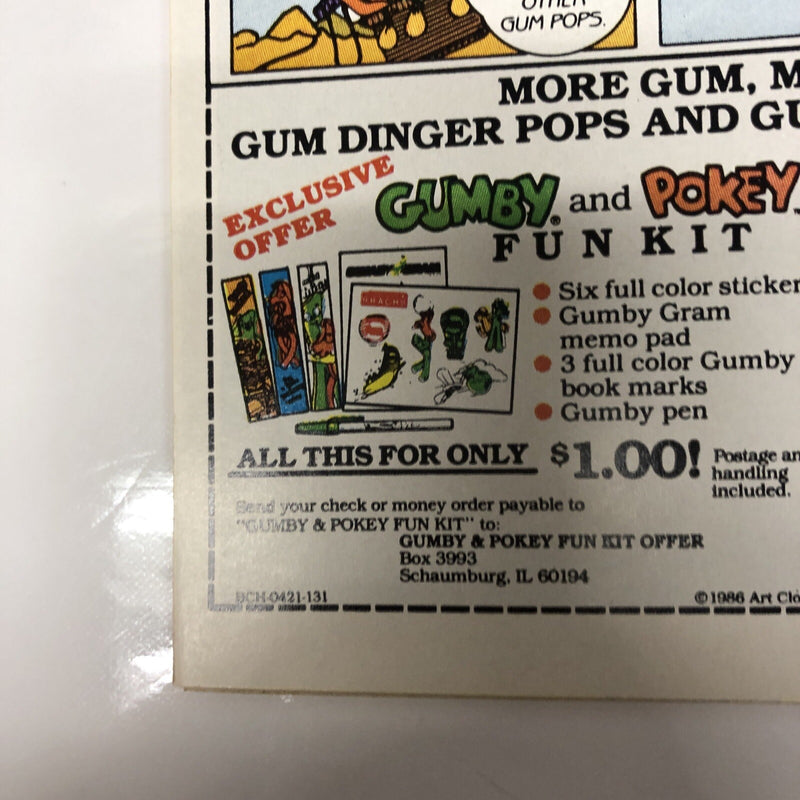 OTHER
GUM POPS.
MORE GUM, M
GUM DINGER POPS AND GU
EXCLUSIVE
OFFER
GUMBY® and POKEY
FUN KIT
Six full color sticker
Gumby Gram
memo pad
3 full color Gumby
book marks
Gumby pen
ALL THIS FOR ONLY $1.00! Postage an
handling
included.
Send your check or money order payable to
"GUMBY & POKEY FUN KIT" to:
GUMBY & POKEY FUN KIT OFFER
Box 3993
Schaumburg, IL 60194
BCH-0421-131
©1986 Art Clo